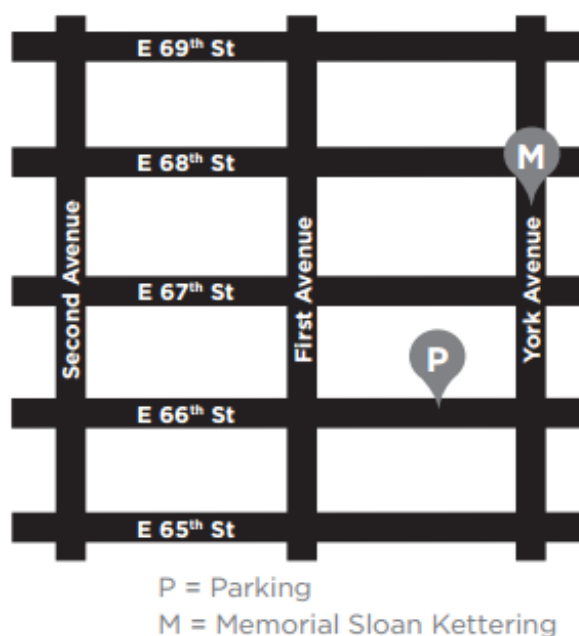 E 69th St
E 68th St
M
Second Avenue
First Avenue
York Avenue
E 67th St
P
E 66th St
E 65th St
P = Parking
M = Memorial Sloan Kettering